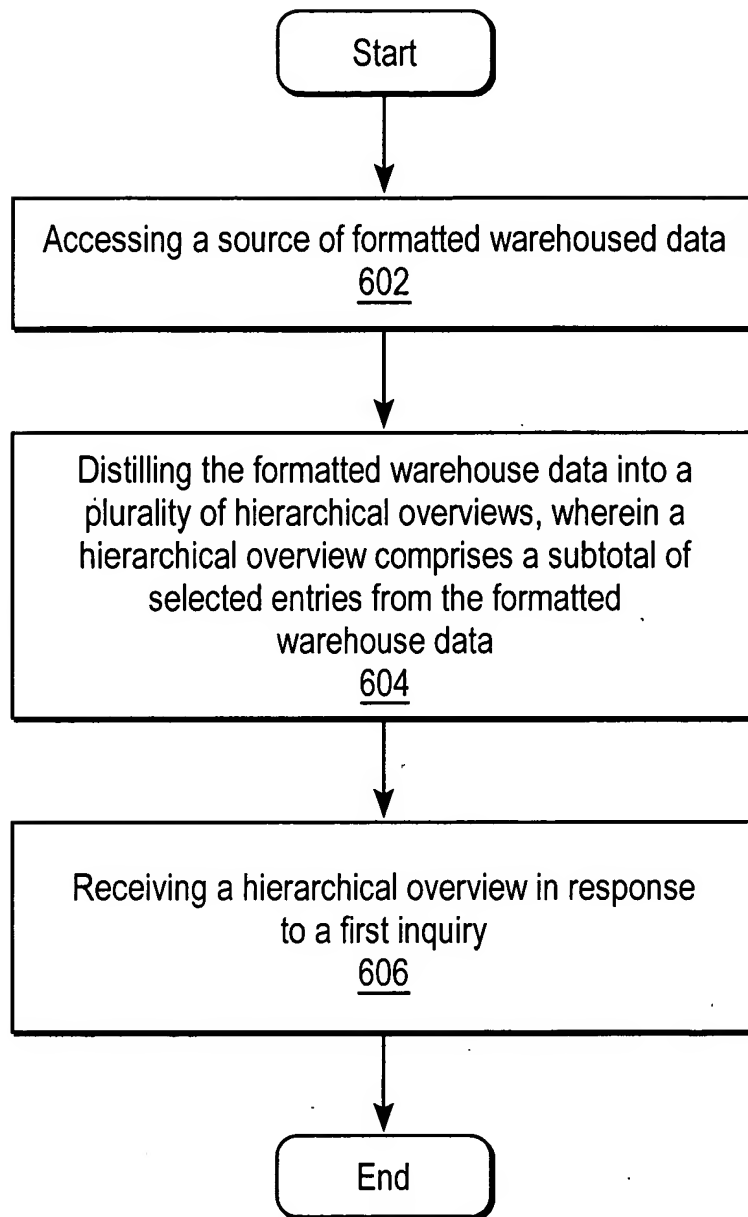 Start
Accessing a source of formatted warehoused data
602
Distilling the formatted warehouse data into a
plurality of hierarchical overviews, wherein a
hierarchical overview comprises a subtotal of
selected entries from the formatted
warehouse data
604
Receiving a hierarchical overview in response
to a first inquiry
606
End